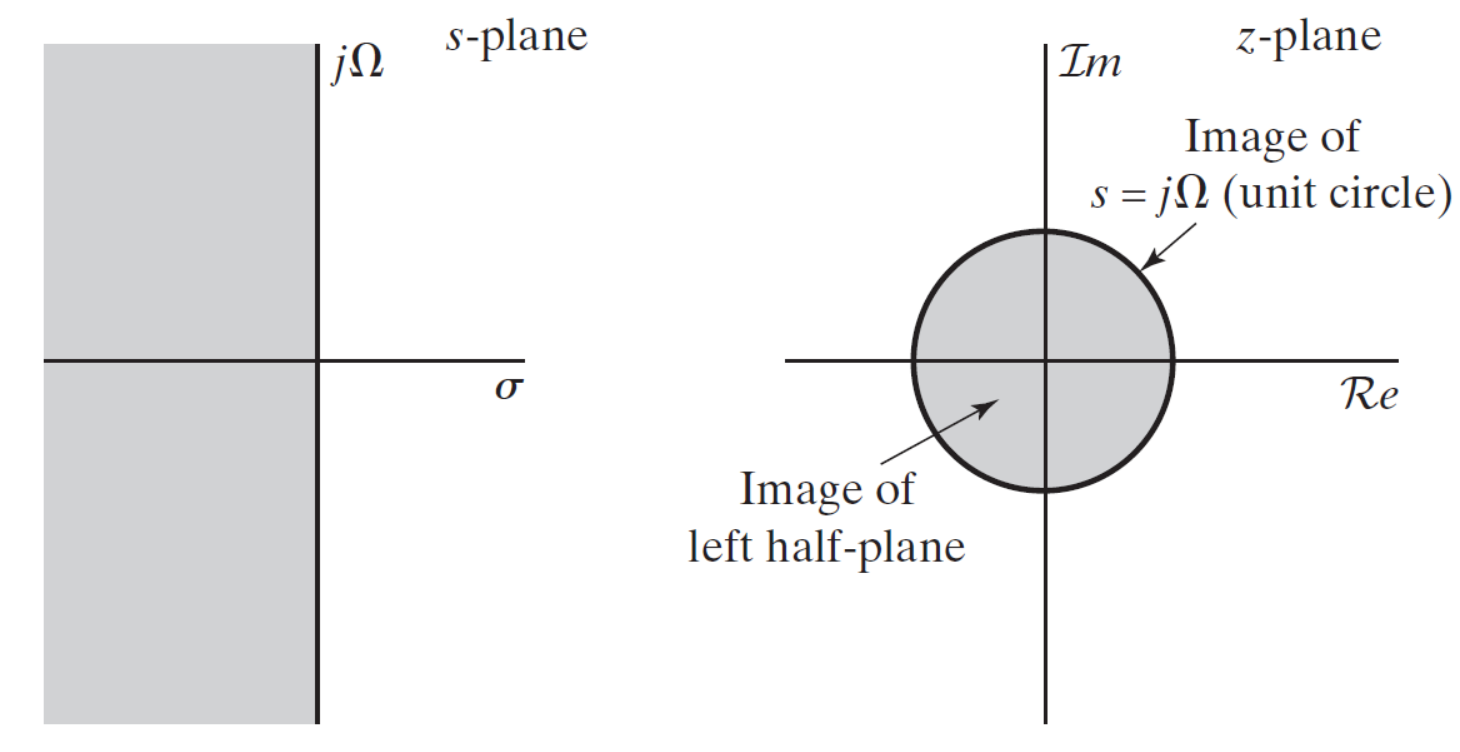 s-plane
jΩ
σ
z-plane
ℐm
Image of
s = jΩ (unit circle)
ℛe
Image of
left half-plane